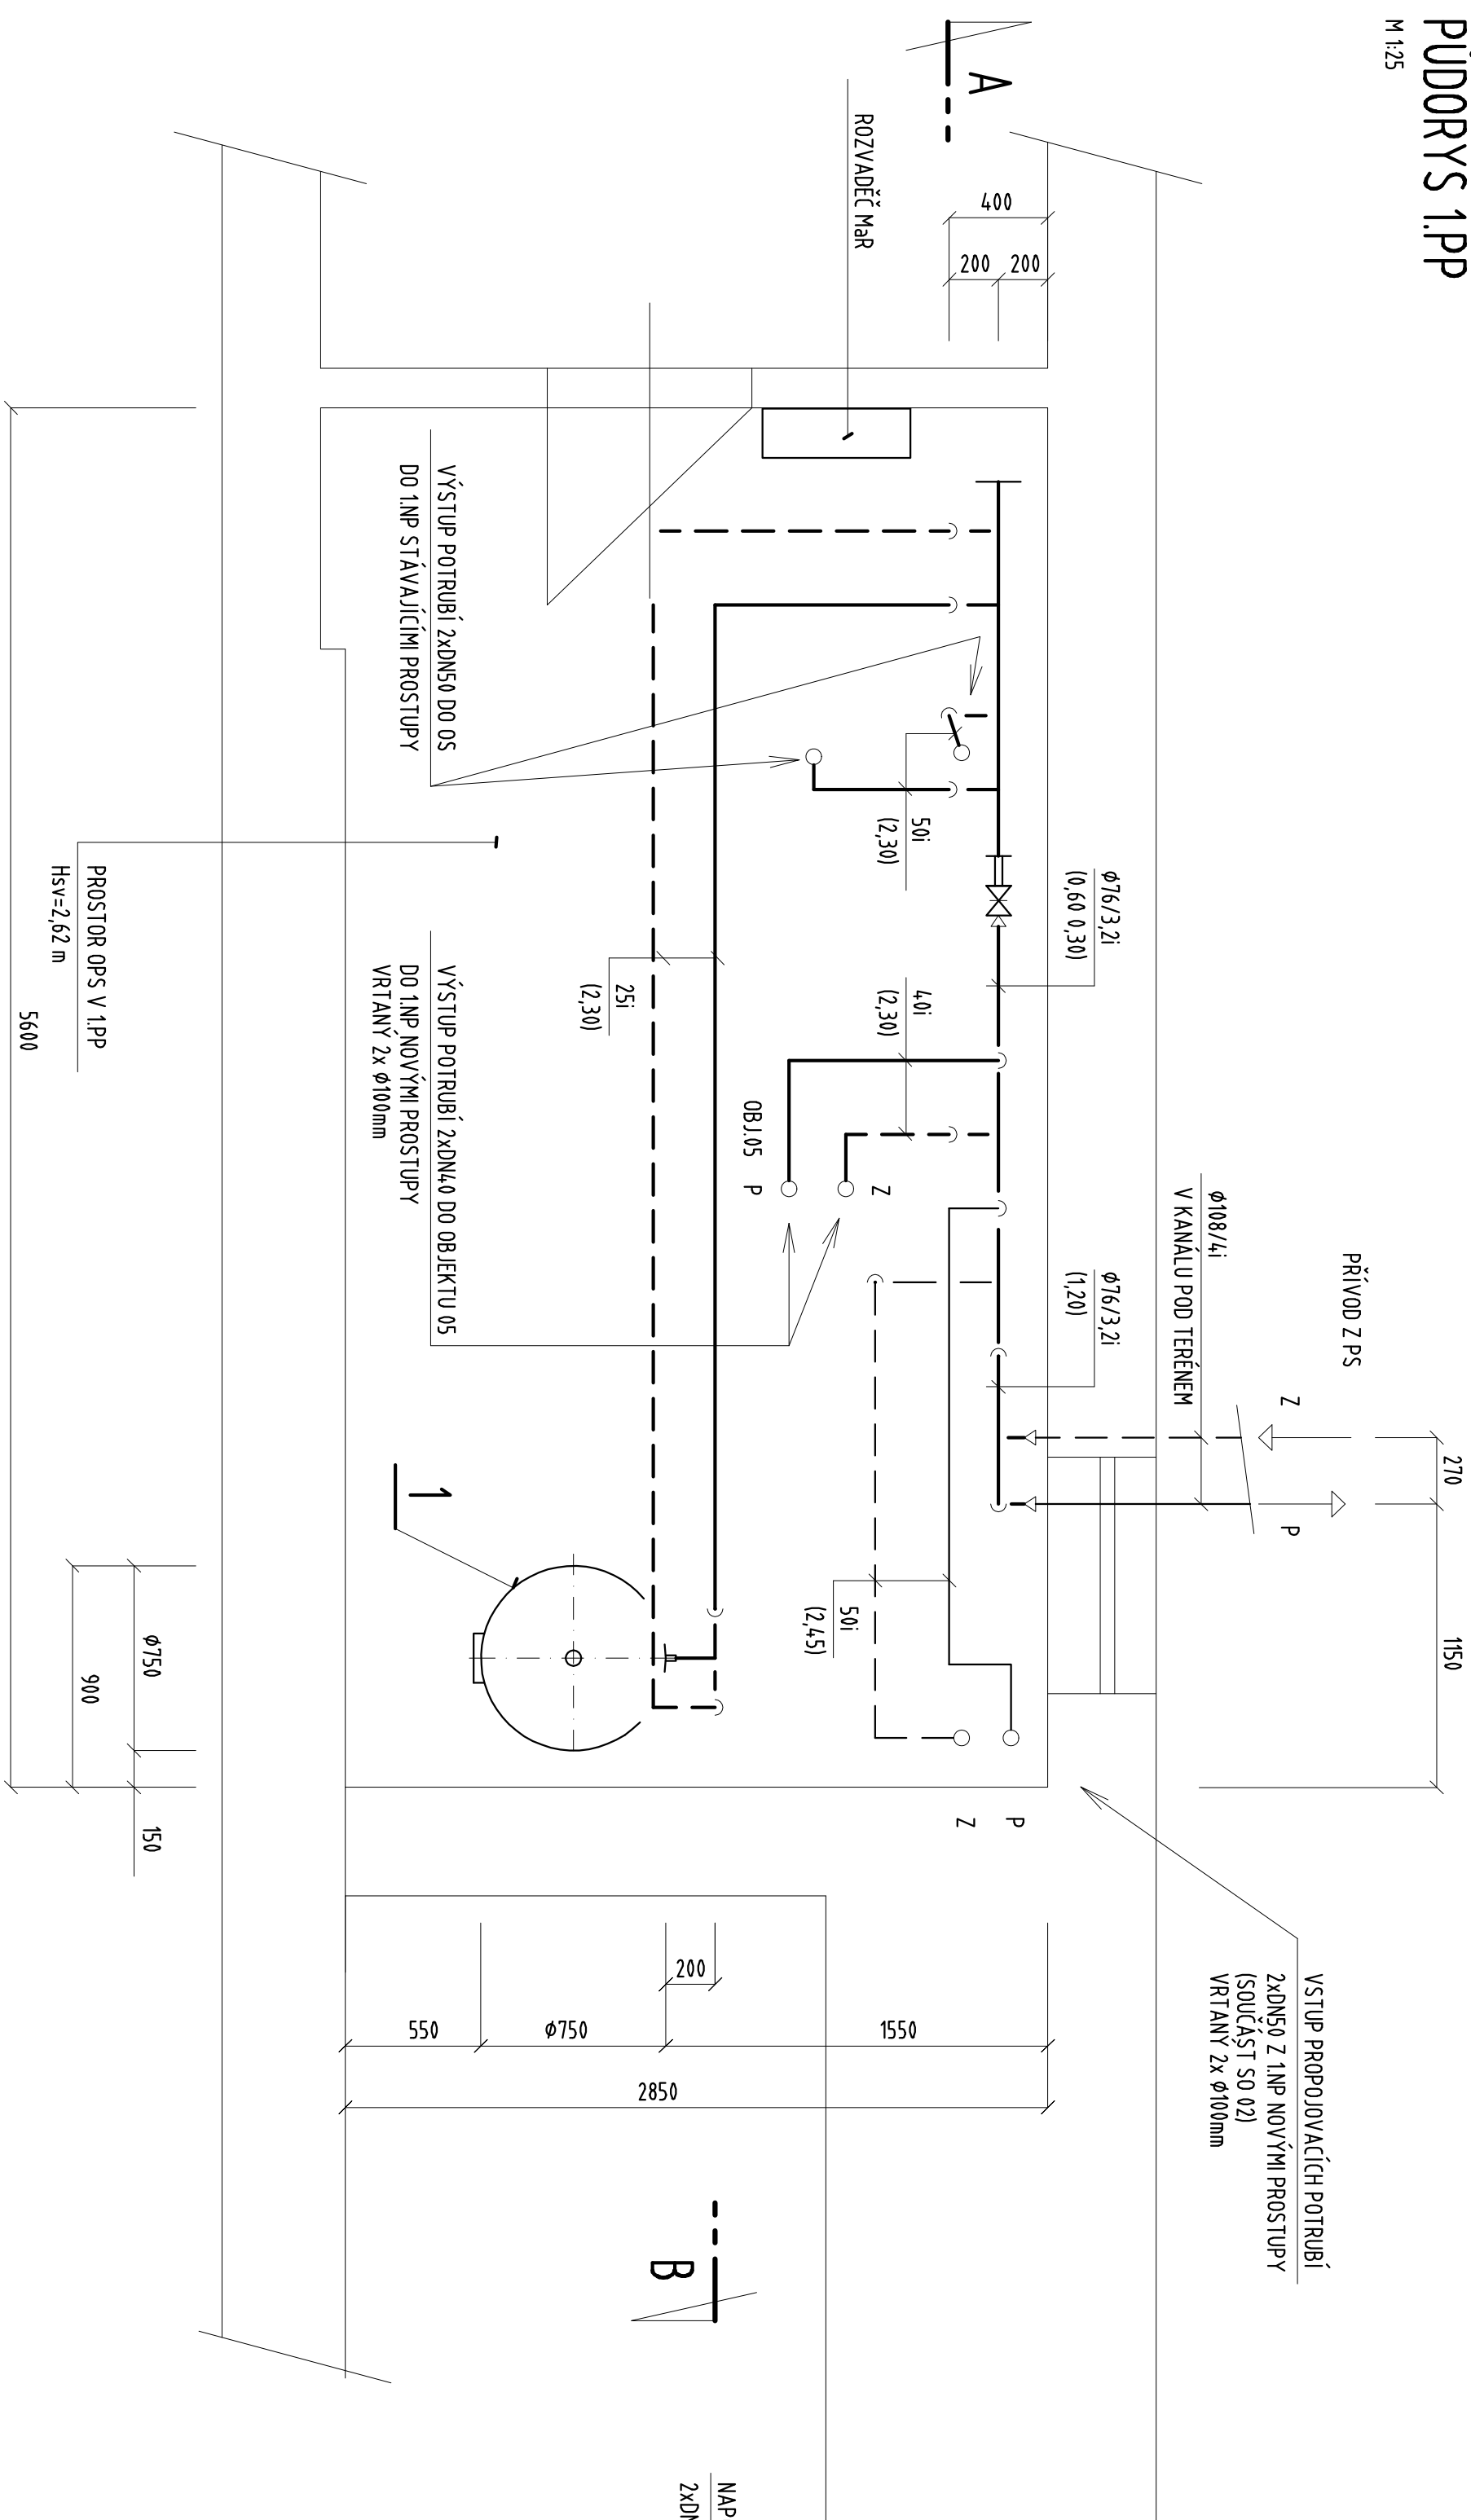 PŮDORYS 1.PP
M 1:25
A
ROZVADĚČ MaR
400
200
200
VÝSTUP POTRUBÍ 2xDN50 DO OS
DO 1.NP STÁVAJÍCÍMI PROSTUPY
50i
(2,30)
Ø76/3,2i
(0,60 0,30)
PROSTOR OPS V 1.PP
Hsv=2,62 m
5600
VÝSTUP POTRUBÍ 2xDN40 DO OBJEKTU 05
DO 1.NP NOVÝMI PROSTUPY
VRTANÝ 2x Ø100mm
25i
(2,30)
40i
(2,30)
OBJ.05 P
Z
Ø108/4i
V KANÁLU POD TERÉNEM
Ø76/3,2i
(1,20)
PŘÍVOD Z PS
Z
P
270
1150
1
50i
(2,45)
Ø750
900
150
P
Z
VSTUP PROPOJOVACÍCH POTRUBÍ
2xDN50 Z 1.NP NOVÝMI PROSTUPY
(SOUČÁST SO 02)
VRTANÝ 2x Ø100mm
200
550
Ø750
1550
2850
B
NAP
2xDN